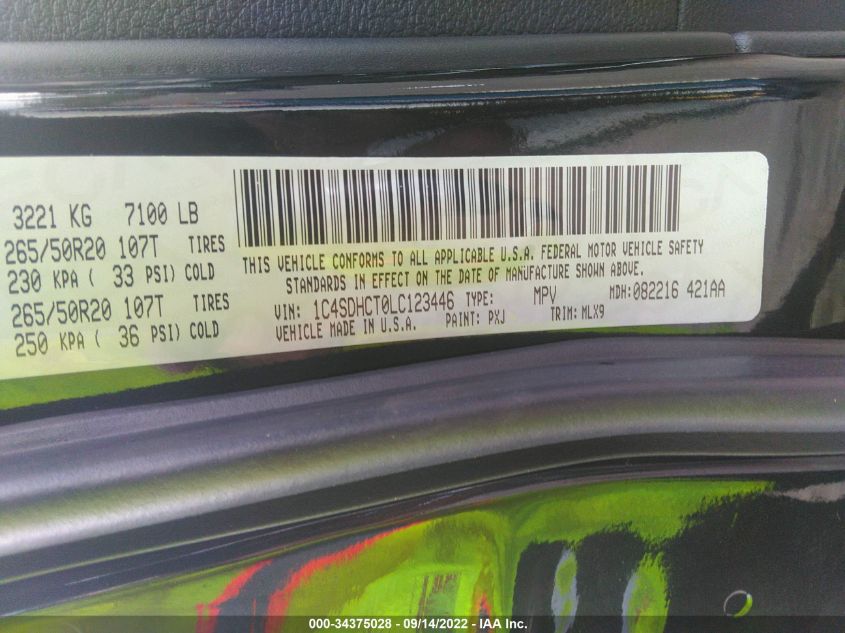 3221 KG 7100 LB
265/50R20 107T TIRES
230 KPA ( 33 PSI) COLD
265/50R20 107T TIRES
250 KPA ( 36 PSI) COLD
THIS VEHICLE CONFORMS TO ALL APPLICABLE U.S.A. FEDERAL MOTOR VEHICLE SAFETY
STANDARDS IN EFFECT ON THE DATE OF MANUFACTURE SHOWN ABOVE.
VIN: 1C4SDHCT0LC123446 TYPE: MPV MDH:082216 421AA
VEHICLE MADE IN U.S.A. PAINT: PXJ TRIM: MLX9
000-34375028 - 09/14/2022 - IAA Inc.